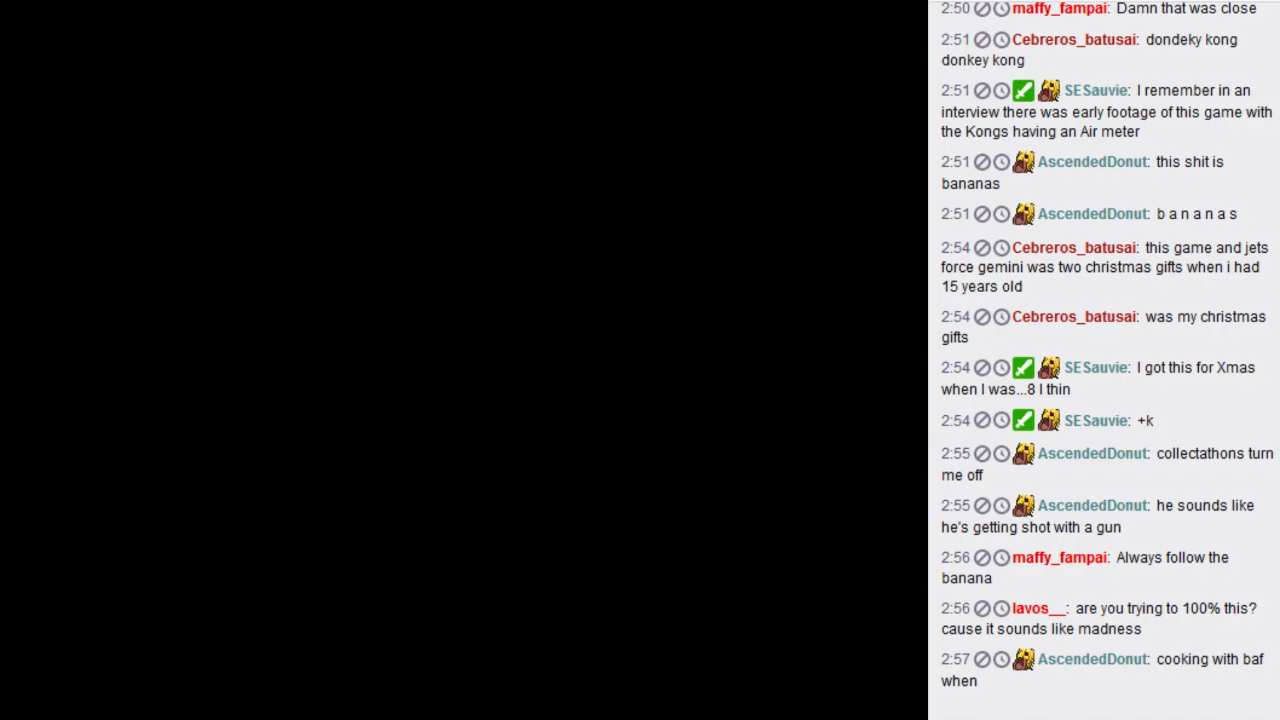 2:50 maffy_fampai: Damn that was close
2:51 Cebreros_batusai: dondeky kong
donkey kong
2:51 SESauvie: I remember in an
interview there was early footage of this game with
the Kongs having an Air meter
2:51 AscendedDonut: this shit is
bananas
2:51 AscendedDonut: b a n a n a s
2:54 Cebreros_batusai: this game and jets
force gemini was two christmas gifts when i had
15 years old
2:54 Cebreros_batusai: was my christmas
gifts
2:54 SESauvie: I got this for Xmas
when I was...8 I thin
2:54 SESauvie: +k
2:55 AscendedDonut: collectathons turn
me off
2:55 AscendedDonut: he sounds like
he's getting shot with a gun
2:56 maffy_fampai: Always follow the
banana
2:56 lavos__: are you trying to 100% this?
cause it sounds like madness
2:57 AscendedDonut: cooking with baf
when